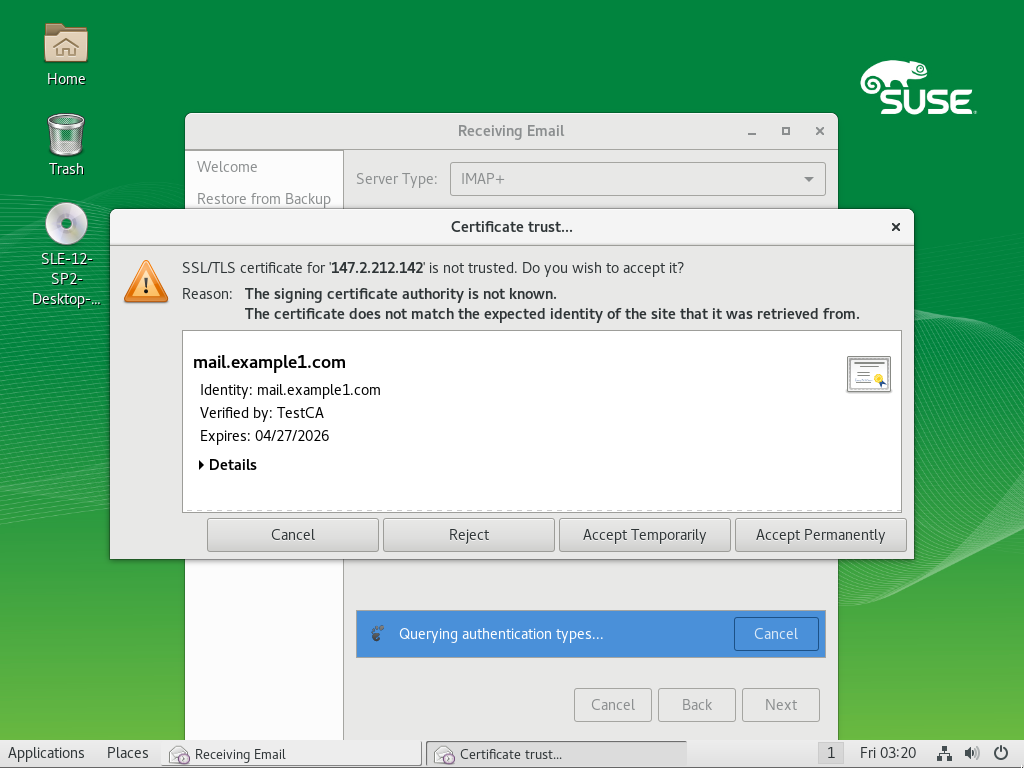 Home
Trash
SLE-12-
SP2-
Desktop-...
SUSE
Receiving Email
Welcome
Restore from Backup
Server Type:
IMAP+
Certificate trust...
SSL/TLS certificate for '147.2.212.142' is not trusted. Do you wish to accept it?
Reason: The signing certificate authority is not known.
The certificate does not match the expected identity of the site that it was retrieved from.
mail.example1.com
Identity: mail.example1.com
Verified by: TestCA
Expires: 04/27/2026
Details
Cancel
Reject
Accept Temporarily
Accept Permanently
Querying authentication types...
Cancel
Cancel
Back
Next
Applications
Places
Receiving Email
Certificate trust...
1
Fri 03:20